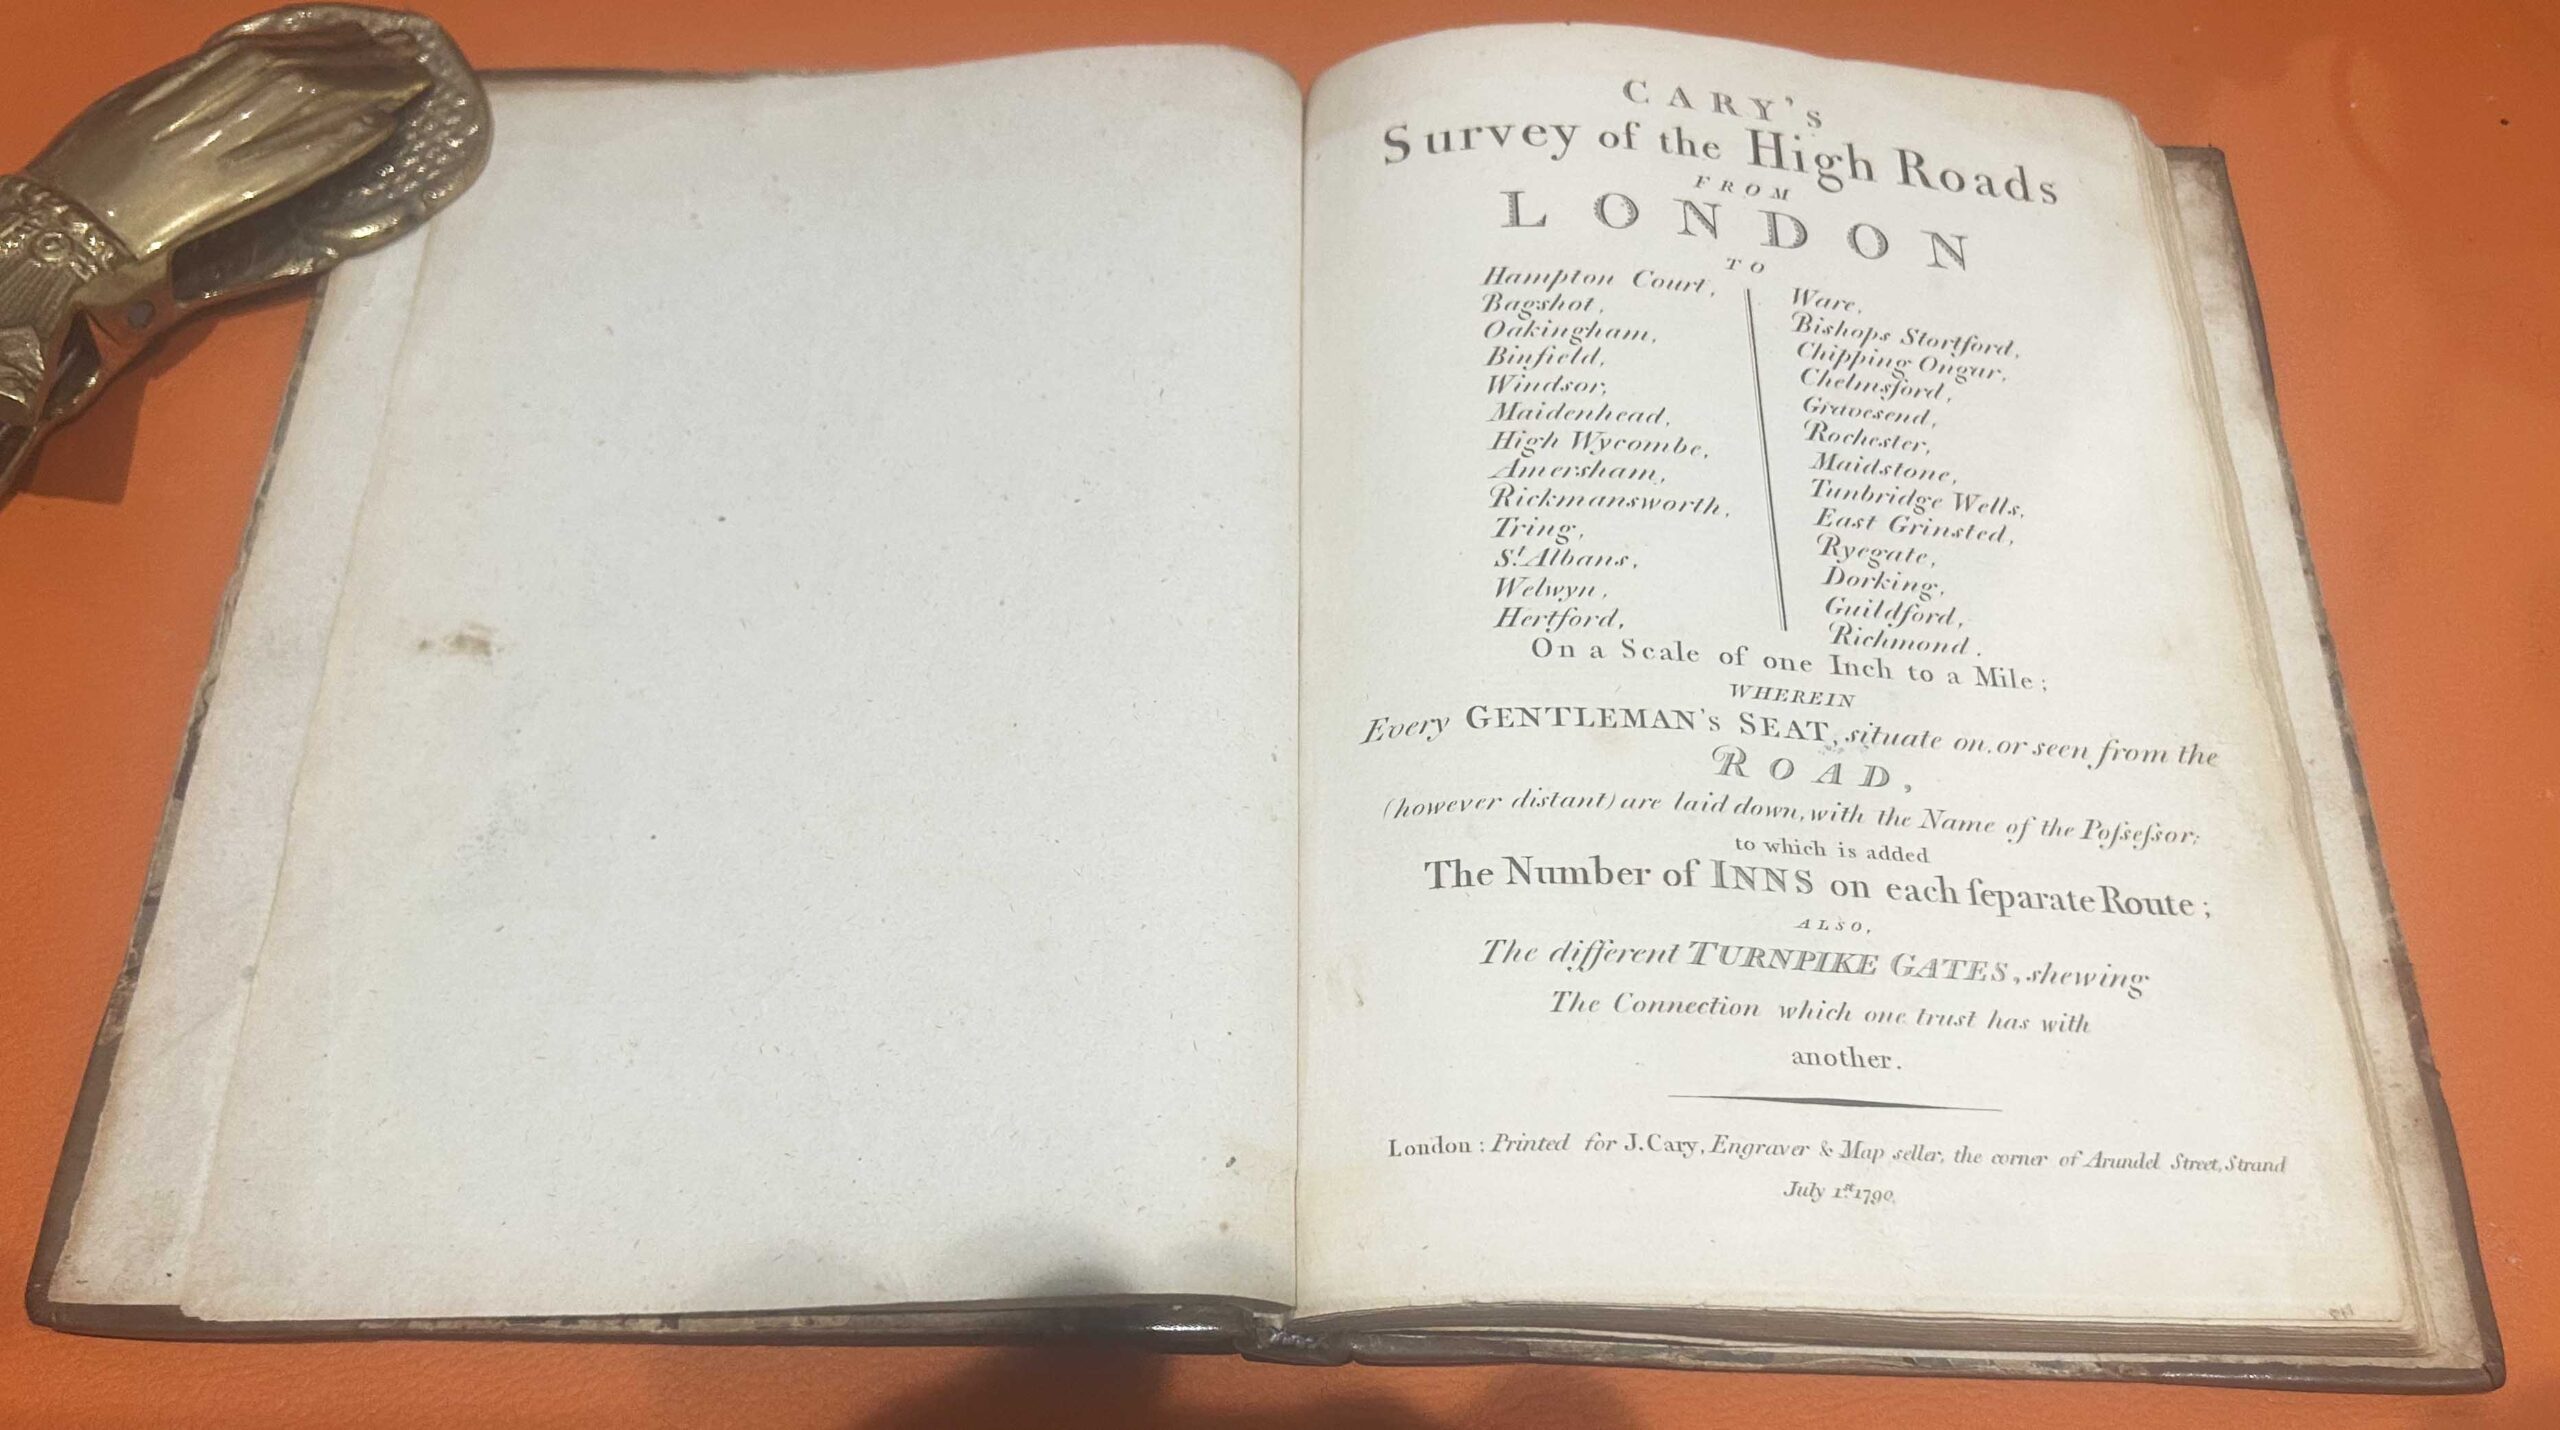 CARY's
Survey of the High Roads
FROM
LONDON
TO
Hampton Court,
Bagshot,
Oakingham,
Binfield,
Windsor,
Maidenhead,
High Wycombe,
Amersham,
Rickmansworth,
Tring,
St. Albans,
Welwyn,
Hertford,
Ware,
Bishops Stortford,
Chipping Ongar,
Chelmsford,
Gravesend,
Rochester,
Maidstone,
Tunbridge Wells,
East Grinsted,
Ryegate,
Dorking,
Guildford,
Richmond.
On a Scale of one Inch to a Mile;
WHEREIN
Every GENTLEMAN's SEAT, situate on, or seen from the
ROAD,
(however distant) are laid down, with the Name of the Poſseſsor;
to which is added
The Number of INNS on each ſeparate Route;
ALSO,
The different TURNPIKE GATES, shewing
The Connection which one trust has with
another.
London: Printed for J. Cary, Engraver & Map seller, the corner of Arundel Street, Strand
July 1st. 1790.